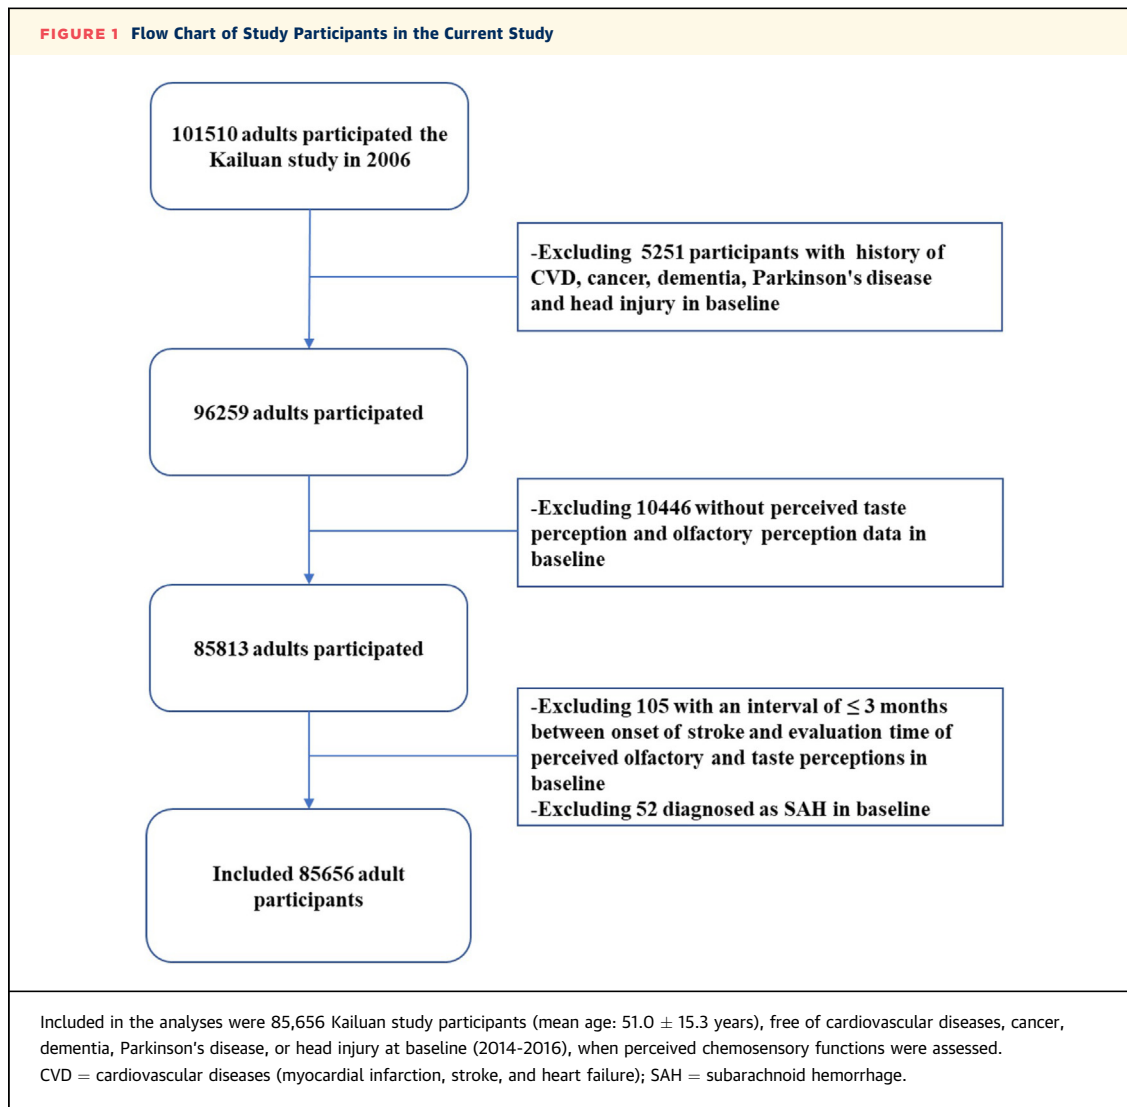 FIGURE 1 Flow Chart of Study Participants in the Current Study
101510 adults participated the
Kailuan study in 2006
-Excluding 5251 participants with history of
CVD, cancer, dementia, Parkinson's disease
and head injury in baseline
96259 adults participated
-Excluding 10446 without perceived taste
perception and olfactory perception data in
baseline
85813 adults participated
-Excluding 105 with an interval of ≤ 3 months
between onset of stroke and evaluation time of
perceived olfactory and taste perceptions in
baseline
-Excluding 52 diagnosed as SAH in baseline
Included 85656 adult
participants
Included in the analyses were 85,656 Kailuan study participants (mean age: 51.0 ± 15.3 years), free of cardiovascular diseases, cancer,
dementia, Parkinson's disease, or head injury at baseline (2014-2016), when perceived chemosensory functions were assessed.
CVD = cardiovascular diseases (myocardial infarction, stroke, and heart failure); SAH = subarachnoid hemorrhage.